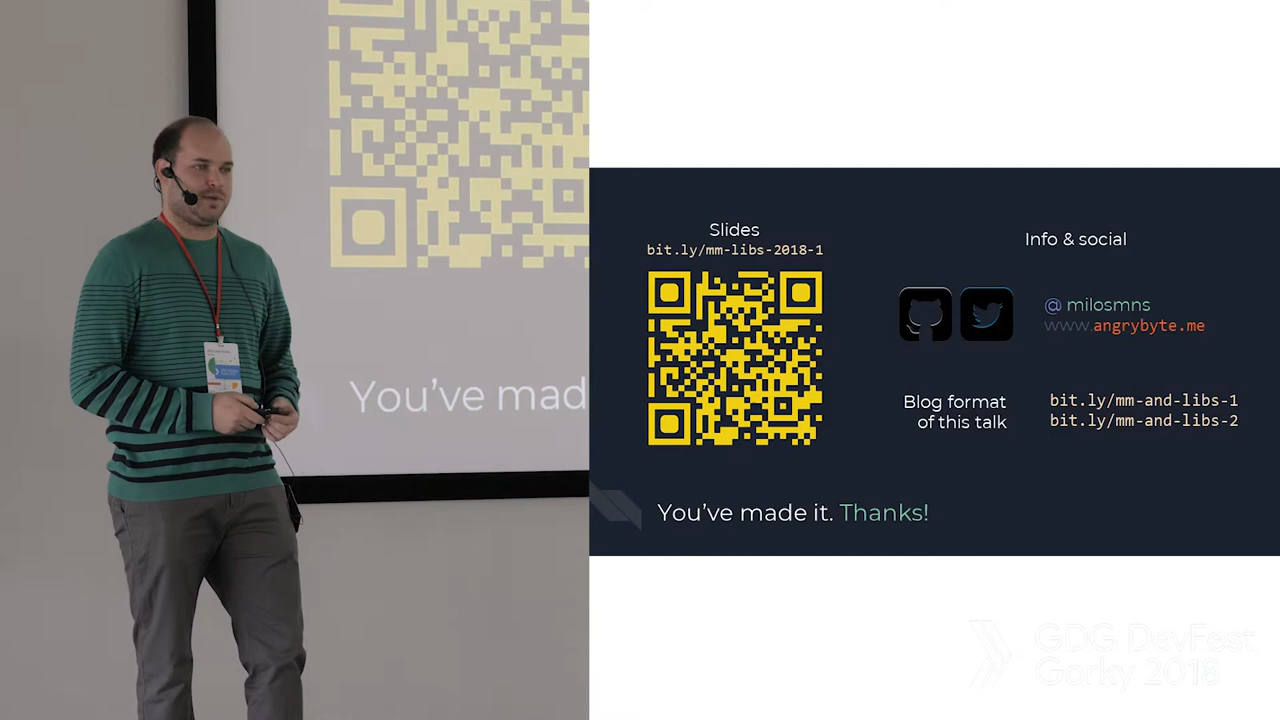 You've mad
Slides
bit.ly/mm-libs-2018-1
Info & social
@ milosmns
www.angrybyte.me
Blog format
of this talk
bit.ly/mm-and-libs-1
bit.ly/mm-and-libs-2
You've made it. Thanks!
GDG DevFest
Gorky 2018